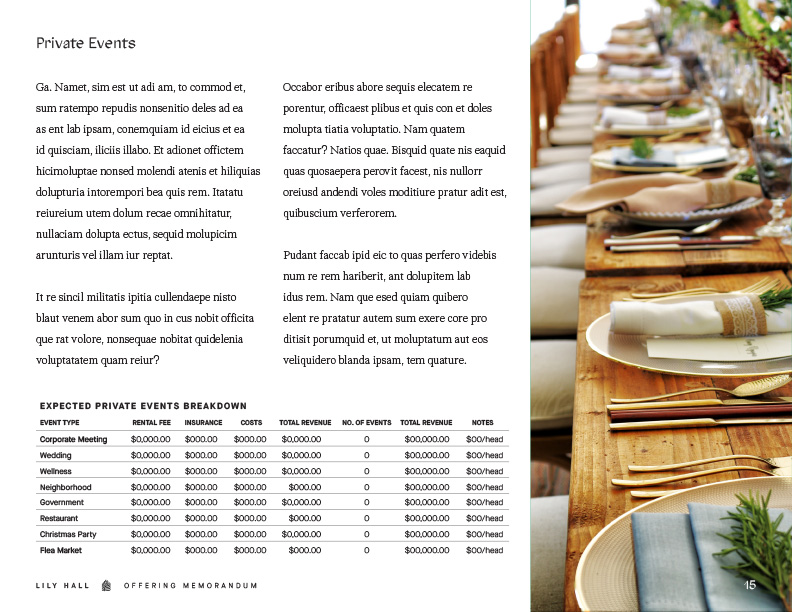 Private Events
Ga. Namet, sim est ut adi am, to commod et,
sum ratempo repudis nonsenitio deles ad ea
as ent lab ipsam, conemquiam id eicius et ea
id quisciam, iliciis illabo. Et adionet offictem
hicimoluptae nonsed molendi atenis et hiliquias
dolupturia intorempori bea quis rem. Itatatu
reiureium utem dolum recae omnihitatur,
nullaciam dolupta ectus, sequid molupicim
arunturis vel illam iur reptat.
It re sincil militatis ipitia cullendaepe nisto
blaut venem abor sum quo in cus nobit officita
que rat volore, nonsequae nobitat quidelenia
voluptatatem quam reiur?
Occabor eribus abore sequis elecatem re
porentur, officaest plibus et quis con et doles
molupta tiatia voluptatio. Nam quatem
faccatur? Natios quae. Bisquid quate nis eaquid
quas quosaepera perovit facest, nis nullorr
oreiusd andendi voles moditiure pratur adit est,
quibuscium verferorem.
Pudant faccab ipid eic to quas perfero videbis
num re rem hariberit, ant dolupitem lab
idus rem. Nam que esed quiam quibero
elent re pratatur autem sum exere core pro
ditisit porumquid et, ut moluptatum aut eos
veliquidero blanda ipsam, tem quature.
EXPECTED PRIVATE EVENTS BREAKDOWN
EVENT TYPE RENTAL FEE INSURANCE COSTS TOTAL REVENUE NO. OF EVENTS TOTAL REVENUE NOTES
Corporate Meeting $0,000.00 $000.00 $000.00 $0,000.00 0 $00,000.00 $00/head
Wedding $0,000.00 $000.00 $000.00 $0,000.00 0 $00,000.00 $00/head
Wellness $0,000.00 $000.00 $000.00 $0,000.00 0 $00,000.00 $00/head
Neighborhood $0,000.00 $000.00 $000.00 $000.00 0 $00,000.00 $00/head
Government $0,000.00 $000.00 $000.00 $0,000.00 0 $00,000.00 $00/head
Restaurant $0,000.00 $000.00 $000.00 $000.00 0 $00,000.00 $00/head
Christmas Party $0,000.00 $000.00 $000.00 $0,000.00 0 $00,000.00 $00/head
Flea Market $0,000.00 $000.00 $000.00 $000.00 0 $00,000.00 $00/head
LILY HALL OFFERING MEMORANDUM
15